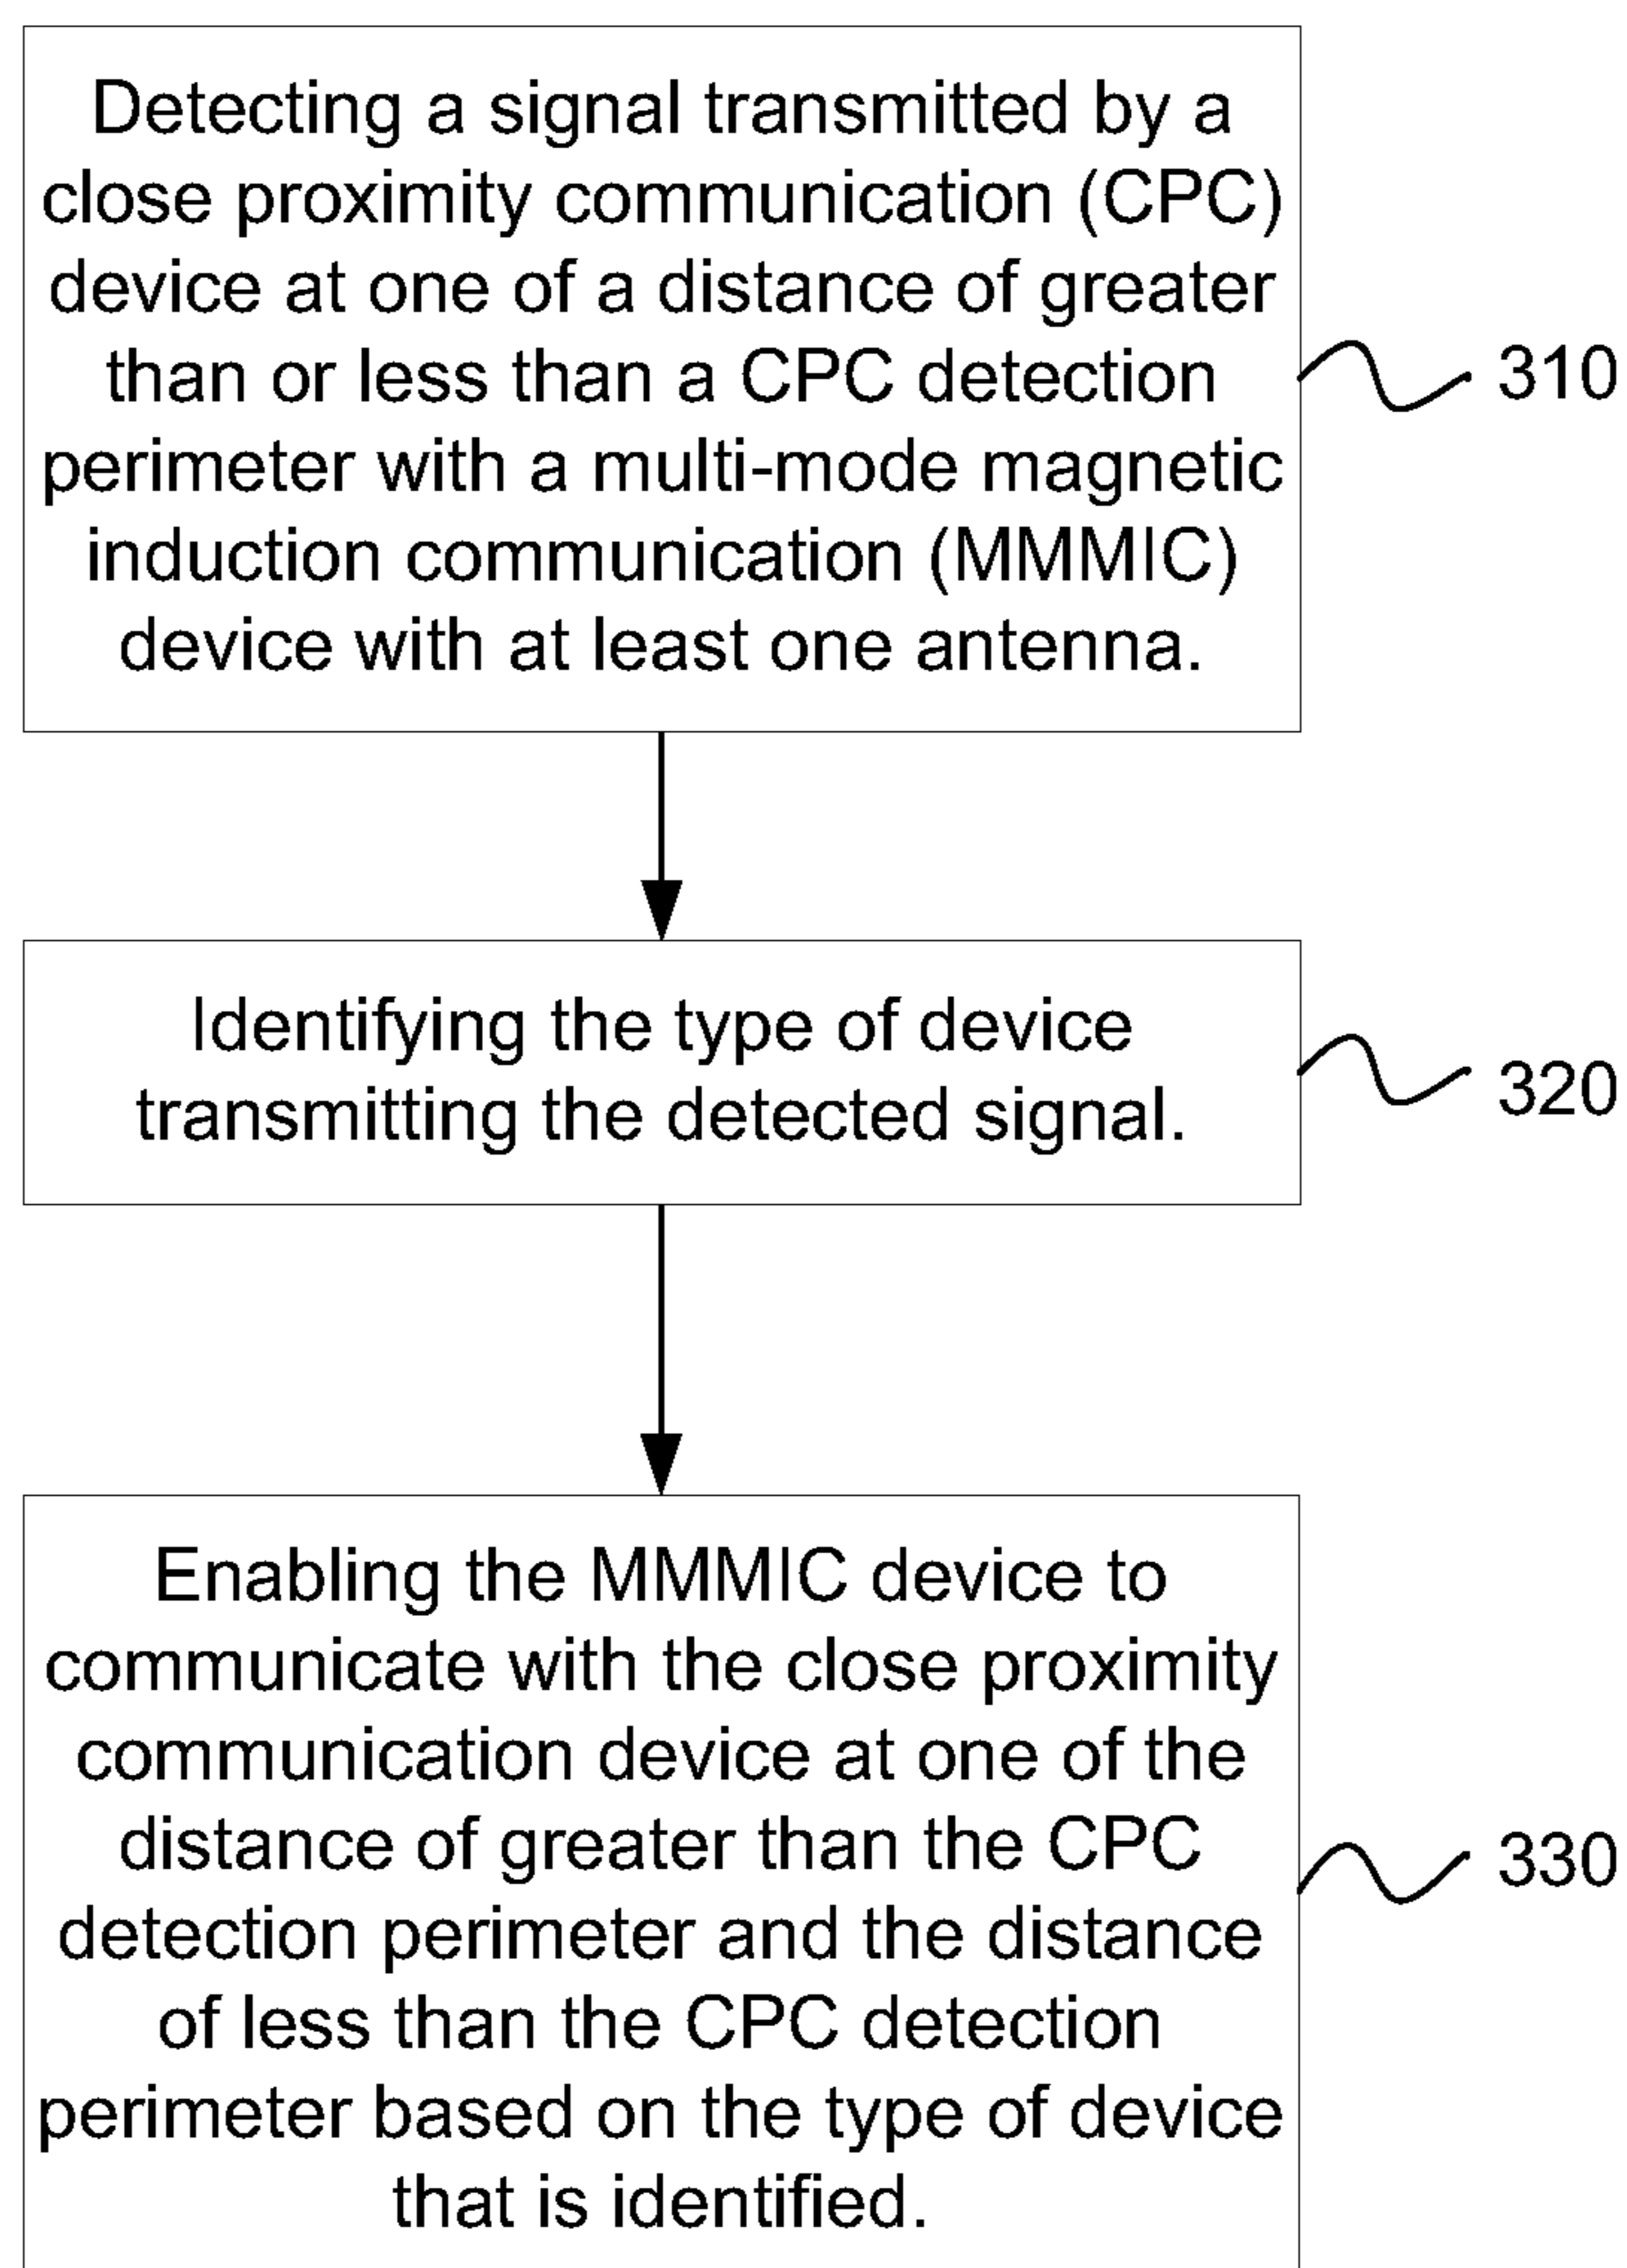 Detecting a signal transmitted by a
close proximity communication (CPC)
device at one of a distance of greater
than or less than a CPC detection
perimeter with a multi-mode magnetic
induction communication (MMMIC)
device with at least one antenna.
310
Identifying the type of device
transmitting the detected signal.
320
Enabling the MMMIC device to
communicate with the close proximity
communication device at one of the
distance of greater than the CPC
detection perimeter and the distance
of less than the CPC detection
perimeter based on the type of device
that is identified.
330